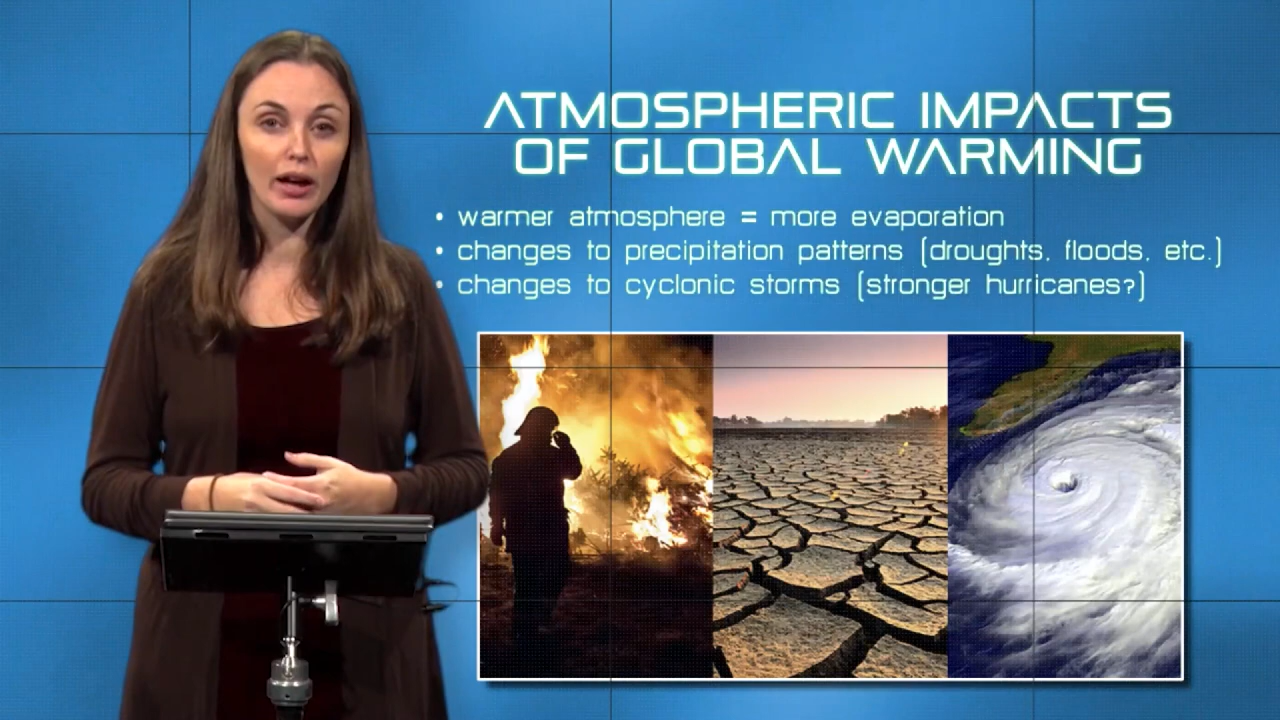 ATMOSPHERIC IMPACTS
OF GLOBAL WARMING
• warmer atmosphere = more evaporation
• changes to precipitation patterns (droughts, floods, etc.)
• changes to cyclonic storms (stronger hurricanes?)